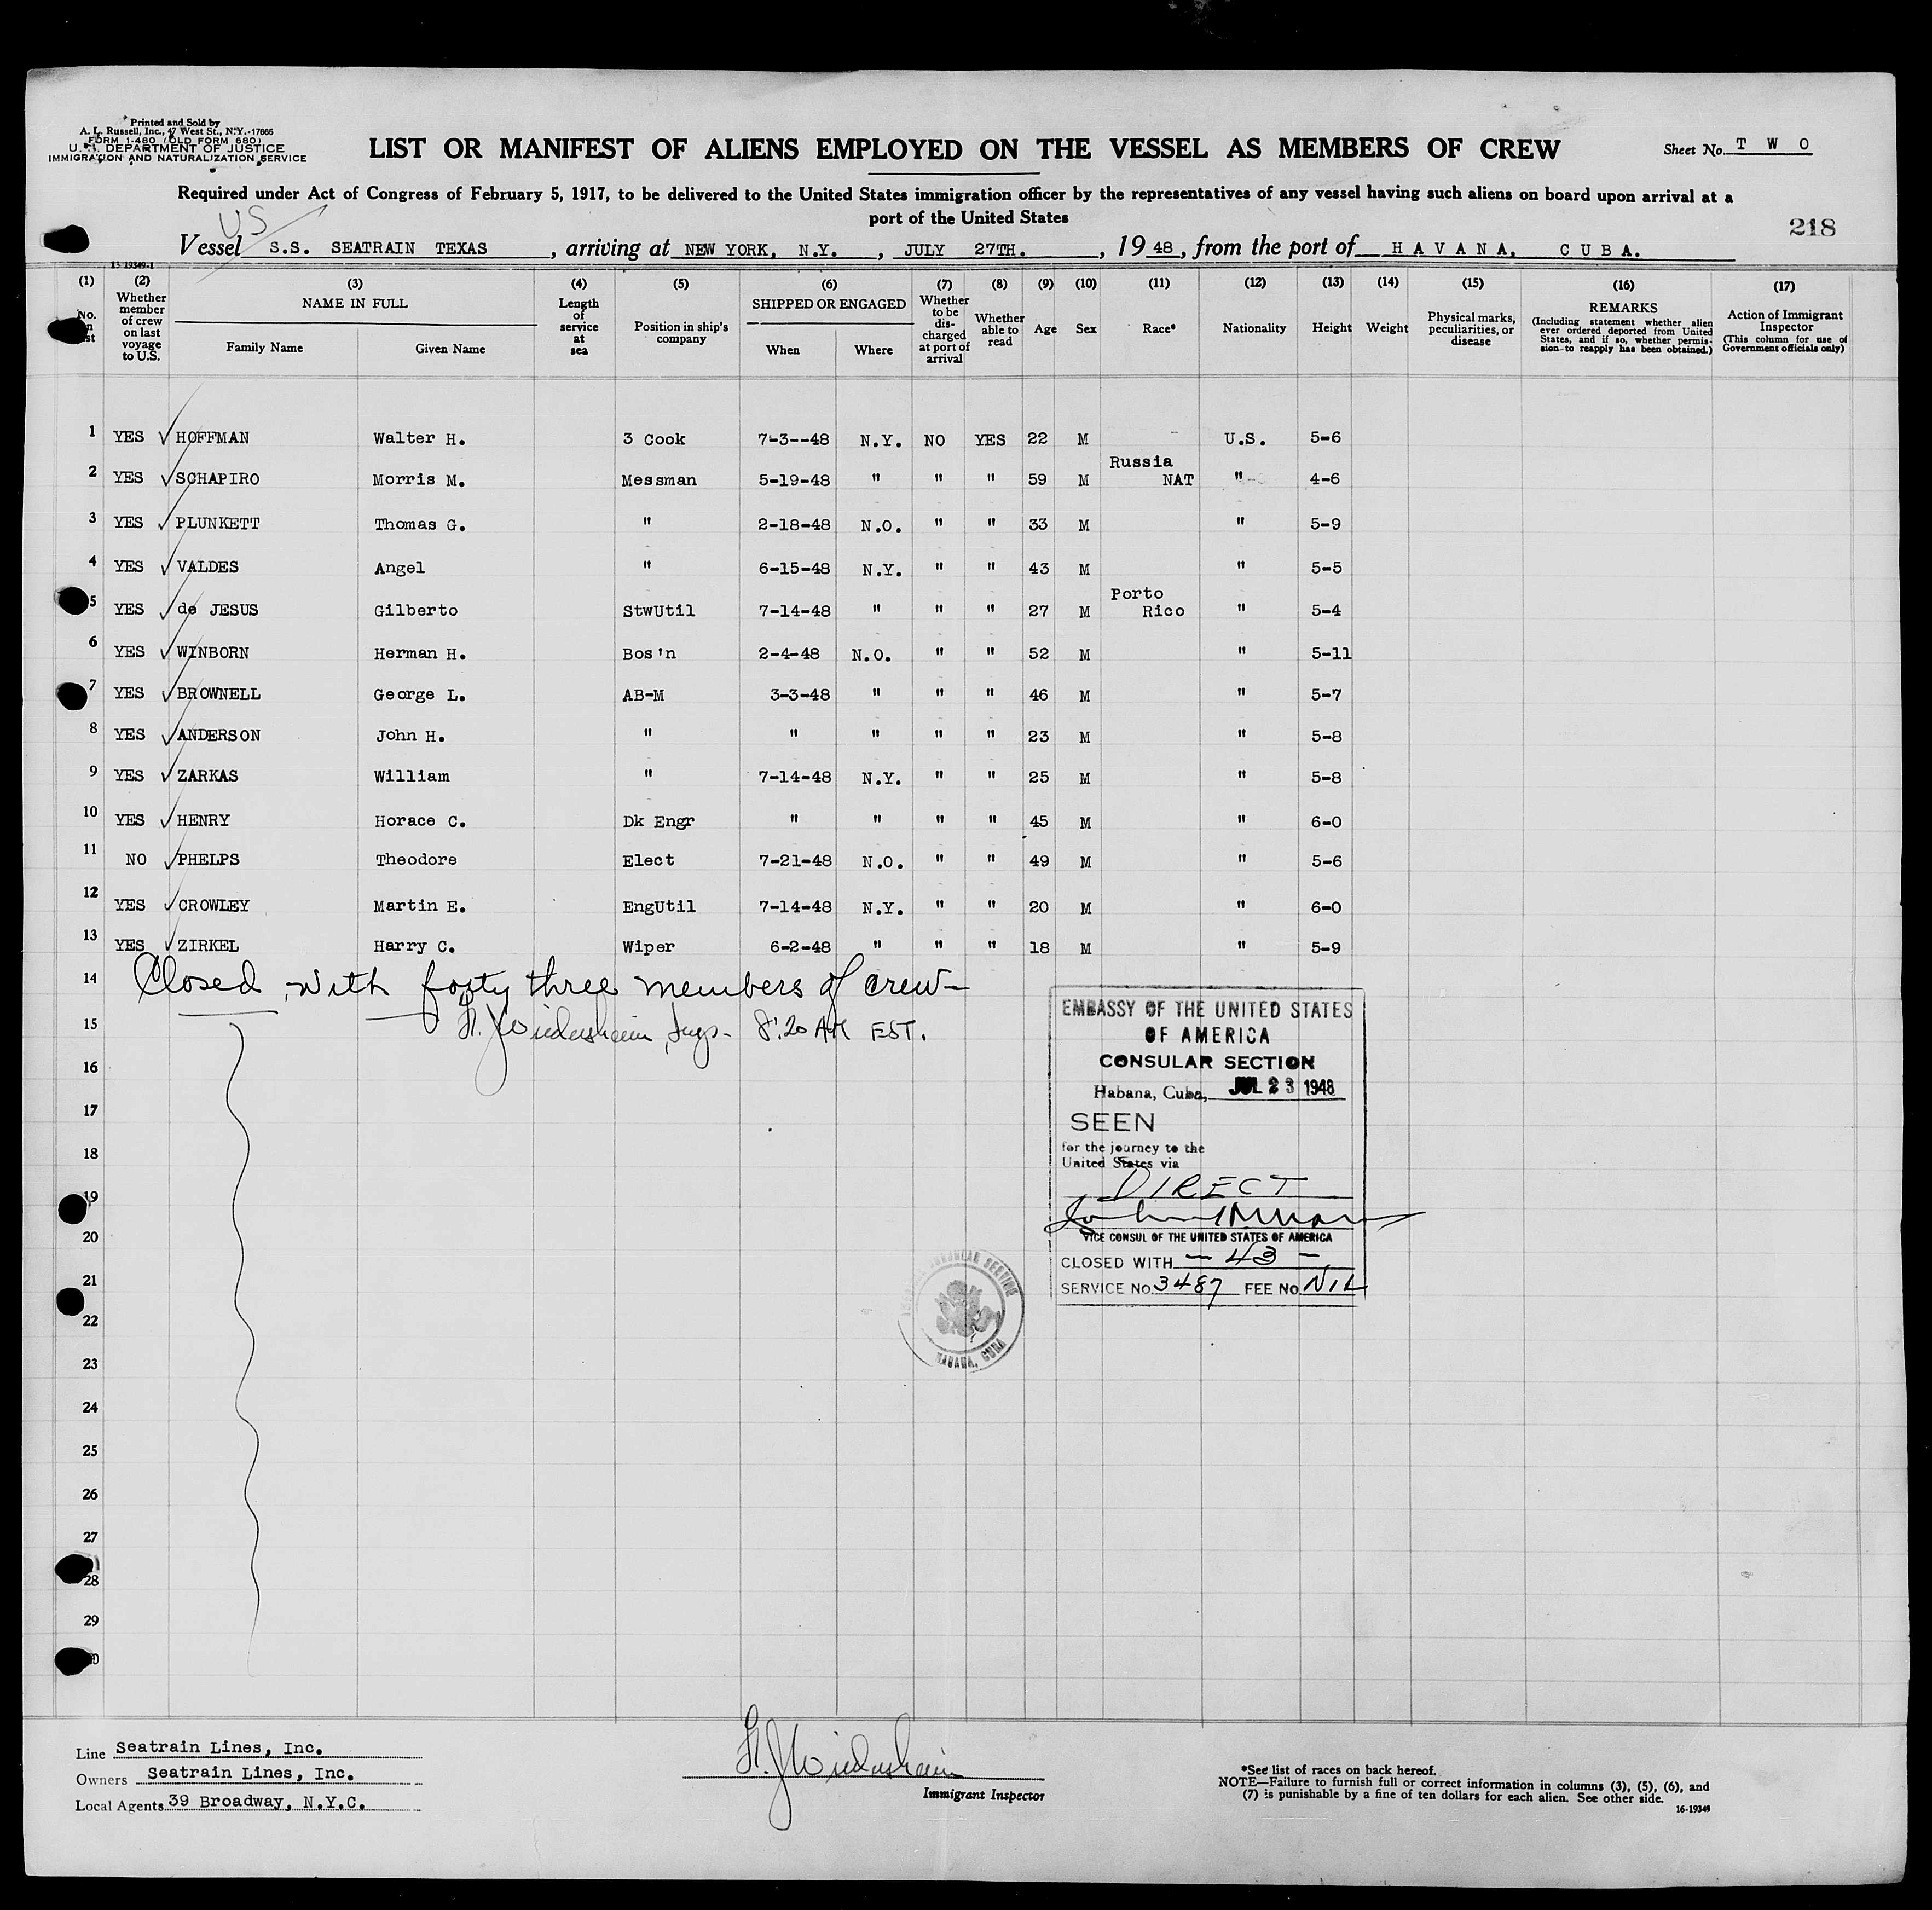 Printed and Sold by
A. L. Russell, Inc., 47 West St., N.Y.-17665
FORM I-480 (OLD FORM 680)
U. S. DEPARTMENT OF JUSTICE
IMMIGRATION AND NATURALIZATION SERVICE
LIST OR MANIFEST OF ALIENS EMPLOYED ON THE VESSEL AS MEMBERS OF CREW
Sheet No. T W O
Required under Act of Congress of February 5, 1917, to be delivered to the United States immigration officer by the representatives of any vessel having such aliens on board upon arrival at a
port of the United States
218
US
Vessel S.S. SEATRAIN TEXAS, arriving at NEW YORK, N.Y., JULY 27TH., 19 48, from the port of H A V A N A, C U B A.
(1) (2) (3) (4) (5) (6) (7) (8) (9) (10) (11) (12) (13) (14) (15) (16) (17)
No. Whether member of crew on last voyage to U.S. NAME IN FULL Family Name Given Name Length of service at sea Position in ship's company SHIPPED OR ENGAGED When Where Whether to be discharged at port of arrival Whether able to read Age Sex Race* Nationality Height Weight Physical marks, peculiarities, or disease REMARKS (Including statement whether alien ever ordered deported from United States, and if so, whether permission to reapply has been obtained.) Action of Immigrant Inspector (This column for use of Government officials only)
1 YES HOFFMAN Walter H. 3 Cook 7-3--48 N.Y. NO YES 22 M - U.S. 5-6
2 YES SCHAPIRO Morris M. Messman 5-19-48 " " " 59 M Russia NAT " 4-6
3 YES PLUNKETT Thomas G. " 2-18-48 N.O. " " 33 M " 5-9
4 YES VALDES Angel " 6-15-48 N.Y. " " 43 M " 5-5
5 YES de JESUS Gilberto StwUtil 7-14-48 " " " 27 M Porto Rico " 5-4
6 YES WINBORN Herman H. Bos'n 2-4-48 N.O. " " 52 M " 5-11
7 YES BROWNELL George L. AB-M 3-3-48 " " " 46 M " 5-7
8 YES ANDERSON John H. " " " " " 23 M " 5-8
9 YES ZARKAS William " 7-14-48 N.Y. " " 25 M " 5-8
10 YES HENRY Horace C. Dk Engr " " " " 45 M " 6-0
11 NO PHELPS Theodore Elect 7-21-48 N.O. " " 49 M " 5-6
12 YES CROWLEY Martin E. EngUtil 7-14-48 N.Y. " " 20 M " 6-0
13 YES ZIRKEL Harry C. Wiper 6-2-48 " " " 18 M " 5-9
14 Closed with forty three members of crew-
15 8:20 AM EST.
16
17
18
19
20
21
22
23
24
25
26
27
28
29
EMBASSY OF THE UNITED STATES
OF AMERICA
CONSULAR SECTION
Habana, Cuba, JUL 23 1948
SEEN
for the journey to the
United States via
DIRECT
VICE CONSUL OF THE UNITED STATES OF AMERICA
CLOSED WITH - 43 -
SERVICE NO. 3487 FEE NO. NIL
CONSULAR SERVICE
HABANA, CUBA
Line Seatrain Lines, Inc.
Owners Seatrain Lines, Inc.
Local Agents 39 Broadway, N.Y.C.
Immigrant Inspector
*See list of races on back hereof.
NOTE—Failure to furnish full or correct information in columns (3), (5), (6), and
(7) is punishable by a fine of ten dollars for each alien. See other side.
16-19349